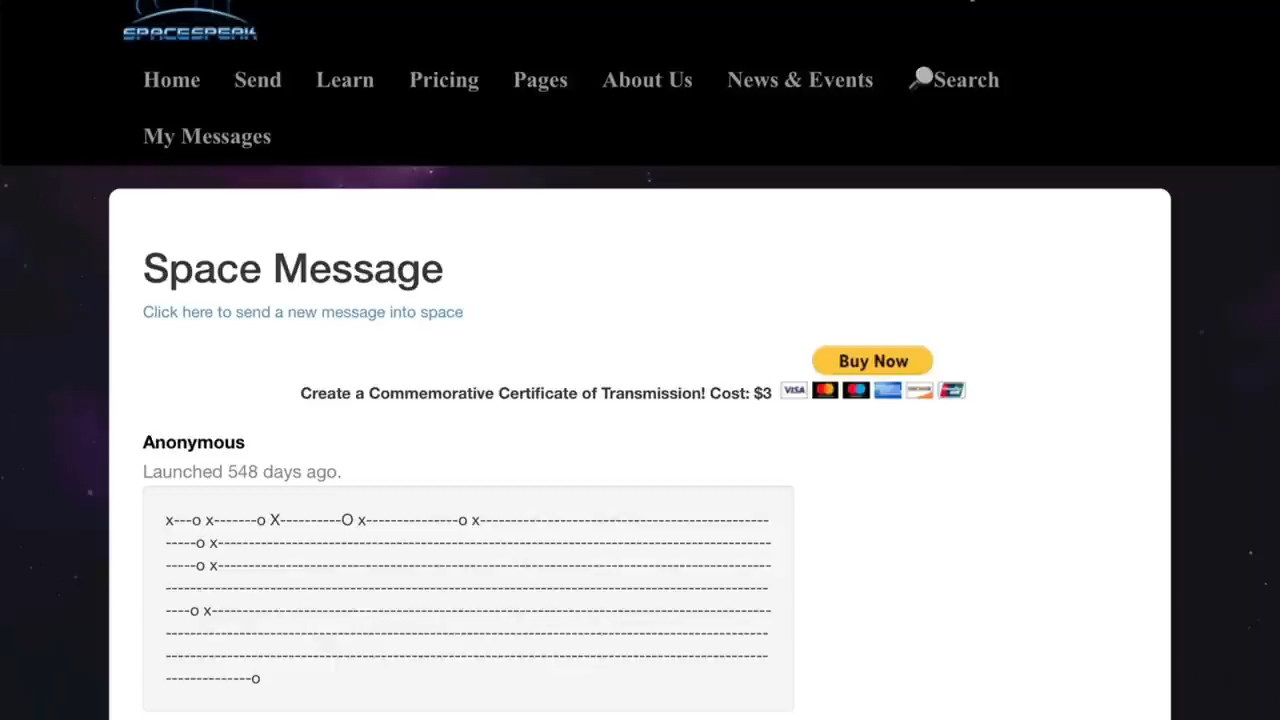 SPACESPEAK
Home Send Learn Pricing Pages About Us News & Events Search
My Messages
Space Message
Click here to send a new message into space
Buy Now
Create a Commemorative Certificate of Transmission! Cost: $3 VISA
Anonymous
Launched 548 days ago.
x---o x-------o X----------O x---------------o x-----------------------------------------------
-----o x------------------------------------------------------------------------------------------
-----o x------------------------------------------------------------------------------------------
--------------------------------------------------------------------------------------------------
----o x-------------------------------------------------------------------------------------------
--------------------------------------------------------------------------------------------------
--------------------------------------------------------------------------------------------------
--------------o